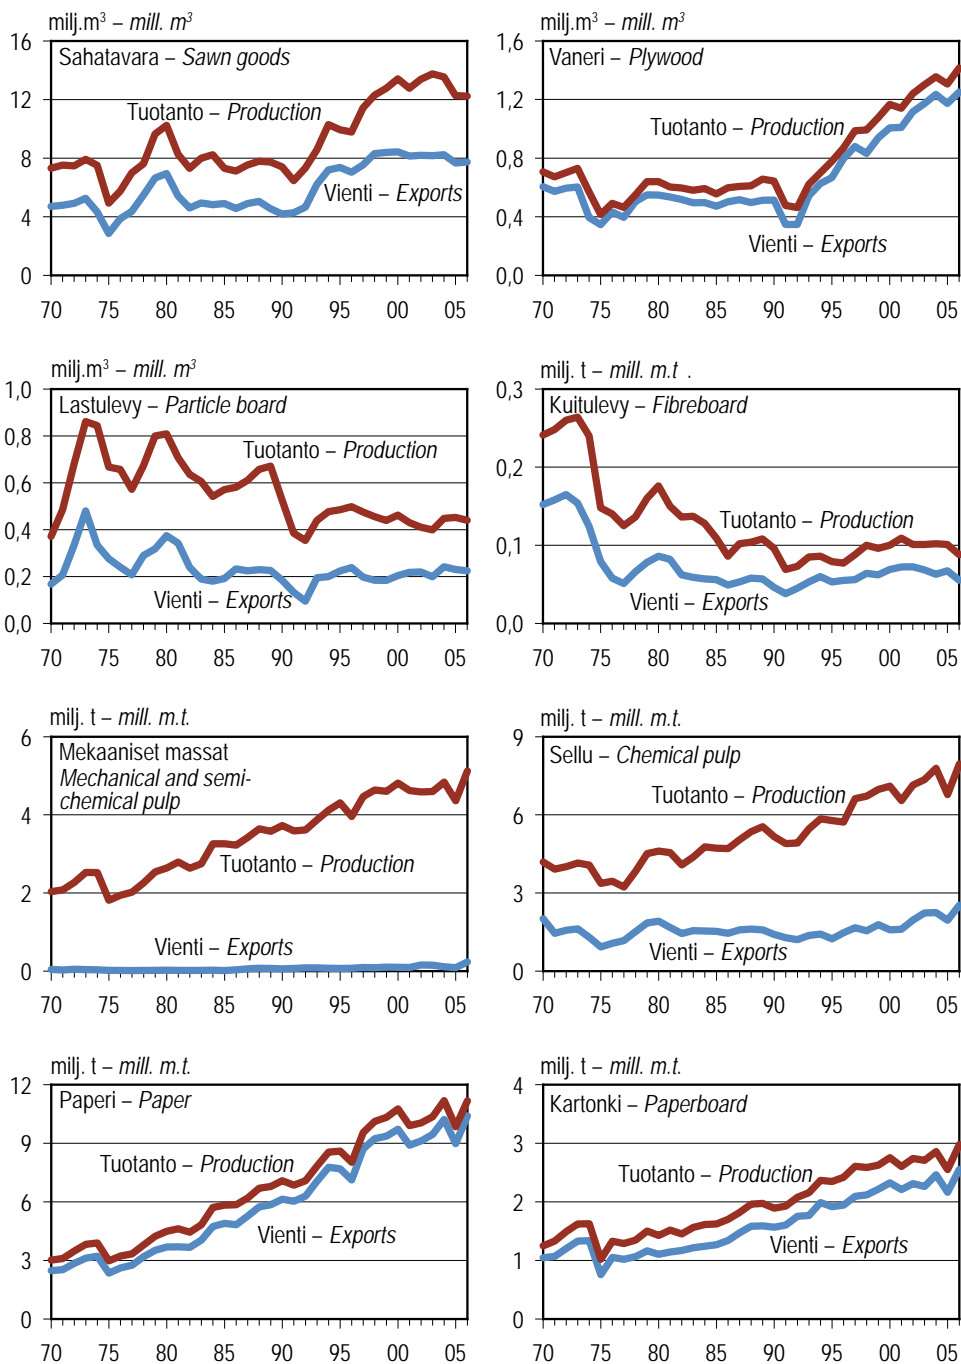 milj.m³ – mill. m³
16
12
8
4
0
Sahatavara – Sawn goods
Tuotanto – Production
Vienti – Exports
70 75 80 85 90 95 00 05
milj.m³ – mill. m³
1,6
1,2
0,8
0,4
0,0
Vaneri – Plywood
Tuotanto – Production
Vienti – Exports
70 75 80 85 90 95 00 05
milj.m³ – mill. m³
1,0
0,8
0,6
0,4
0,2
0,0
Lastulevy – Particle board
Tuotanto – Production
Vienti – Exports
70 75 80 85 90 95 00 05
milj. t – mill. m.t .
0,3
0,2
0,1
0,0
Kuitulevy – Fibreboard
Tuotanto – Production
Vienti – Exports
70 75 80 85 90 95 00 05
milj. t – mill. m.t.
6
4
2
0
Mekaaniset massat
Mechanical and semi-
chemical pulp
Tuotanto – Production
Vienti – Exports
70 75 80 85 90 95 00 05
milj. t – mill. m.t.
9
6
3
0
Sellu – Chemical pulp
Tuotanto – Production
Vienti – Exports
70 75 80 85 90 95 00 05
milj. t – mill. m.t.
12
9
6
3
0
Paperi – Paper
Tuotanto – Production
Vienti – Exports
70 75 80 85 90 95 00 05
milj. t – mill. m.t.
4
3
2
1
0
Kartonki – Paperboard
Tuotanto – Production
Vienti – Exports
70 75 80 85 90 95 00 05